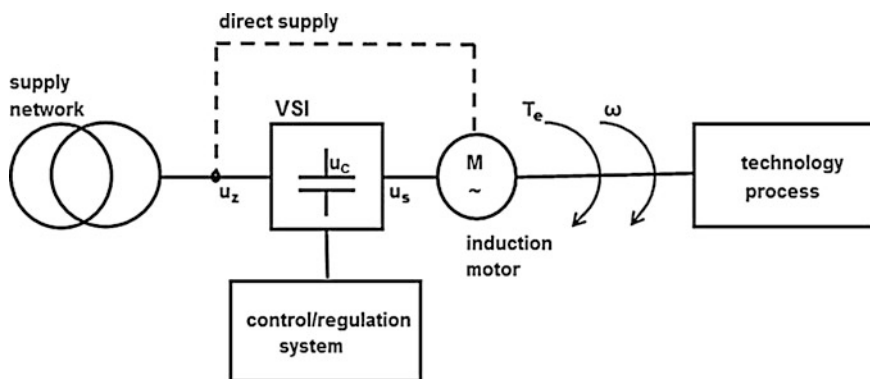 direct supply
supply
network
VSI
u_C
u_z
u_s
M
~
induction
motor
T_e
ω
technology
process
control/regulation
system